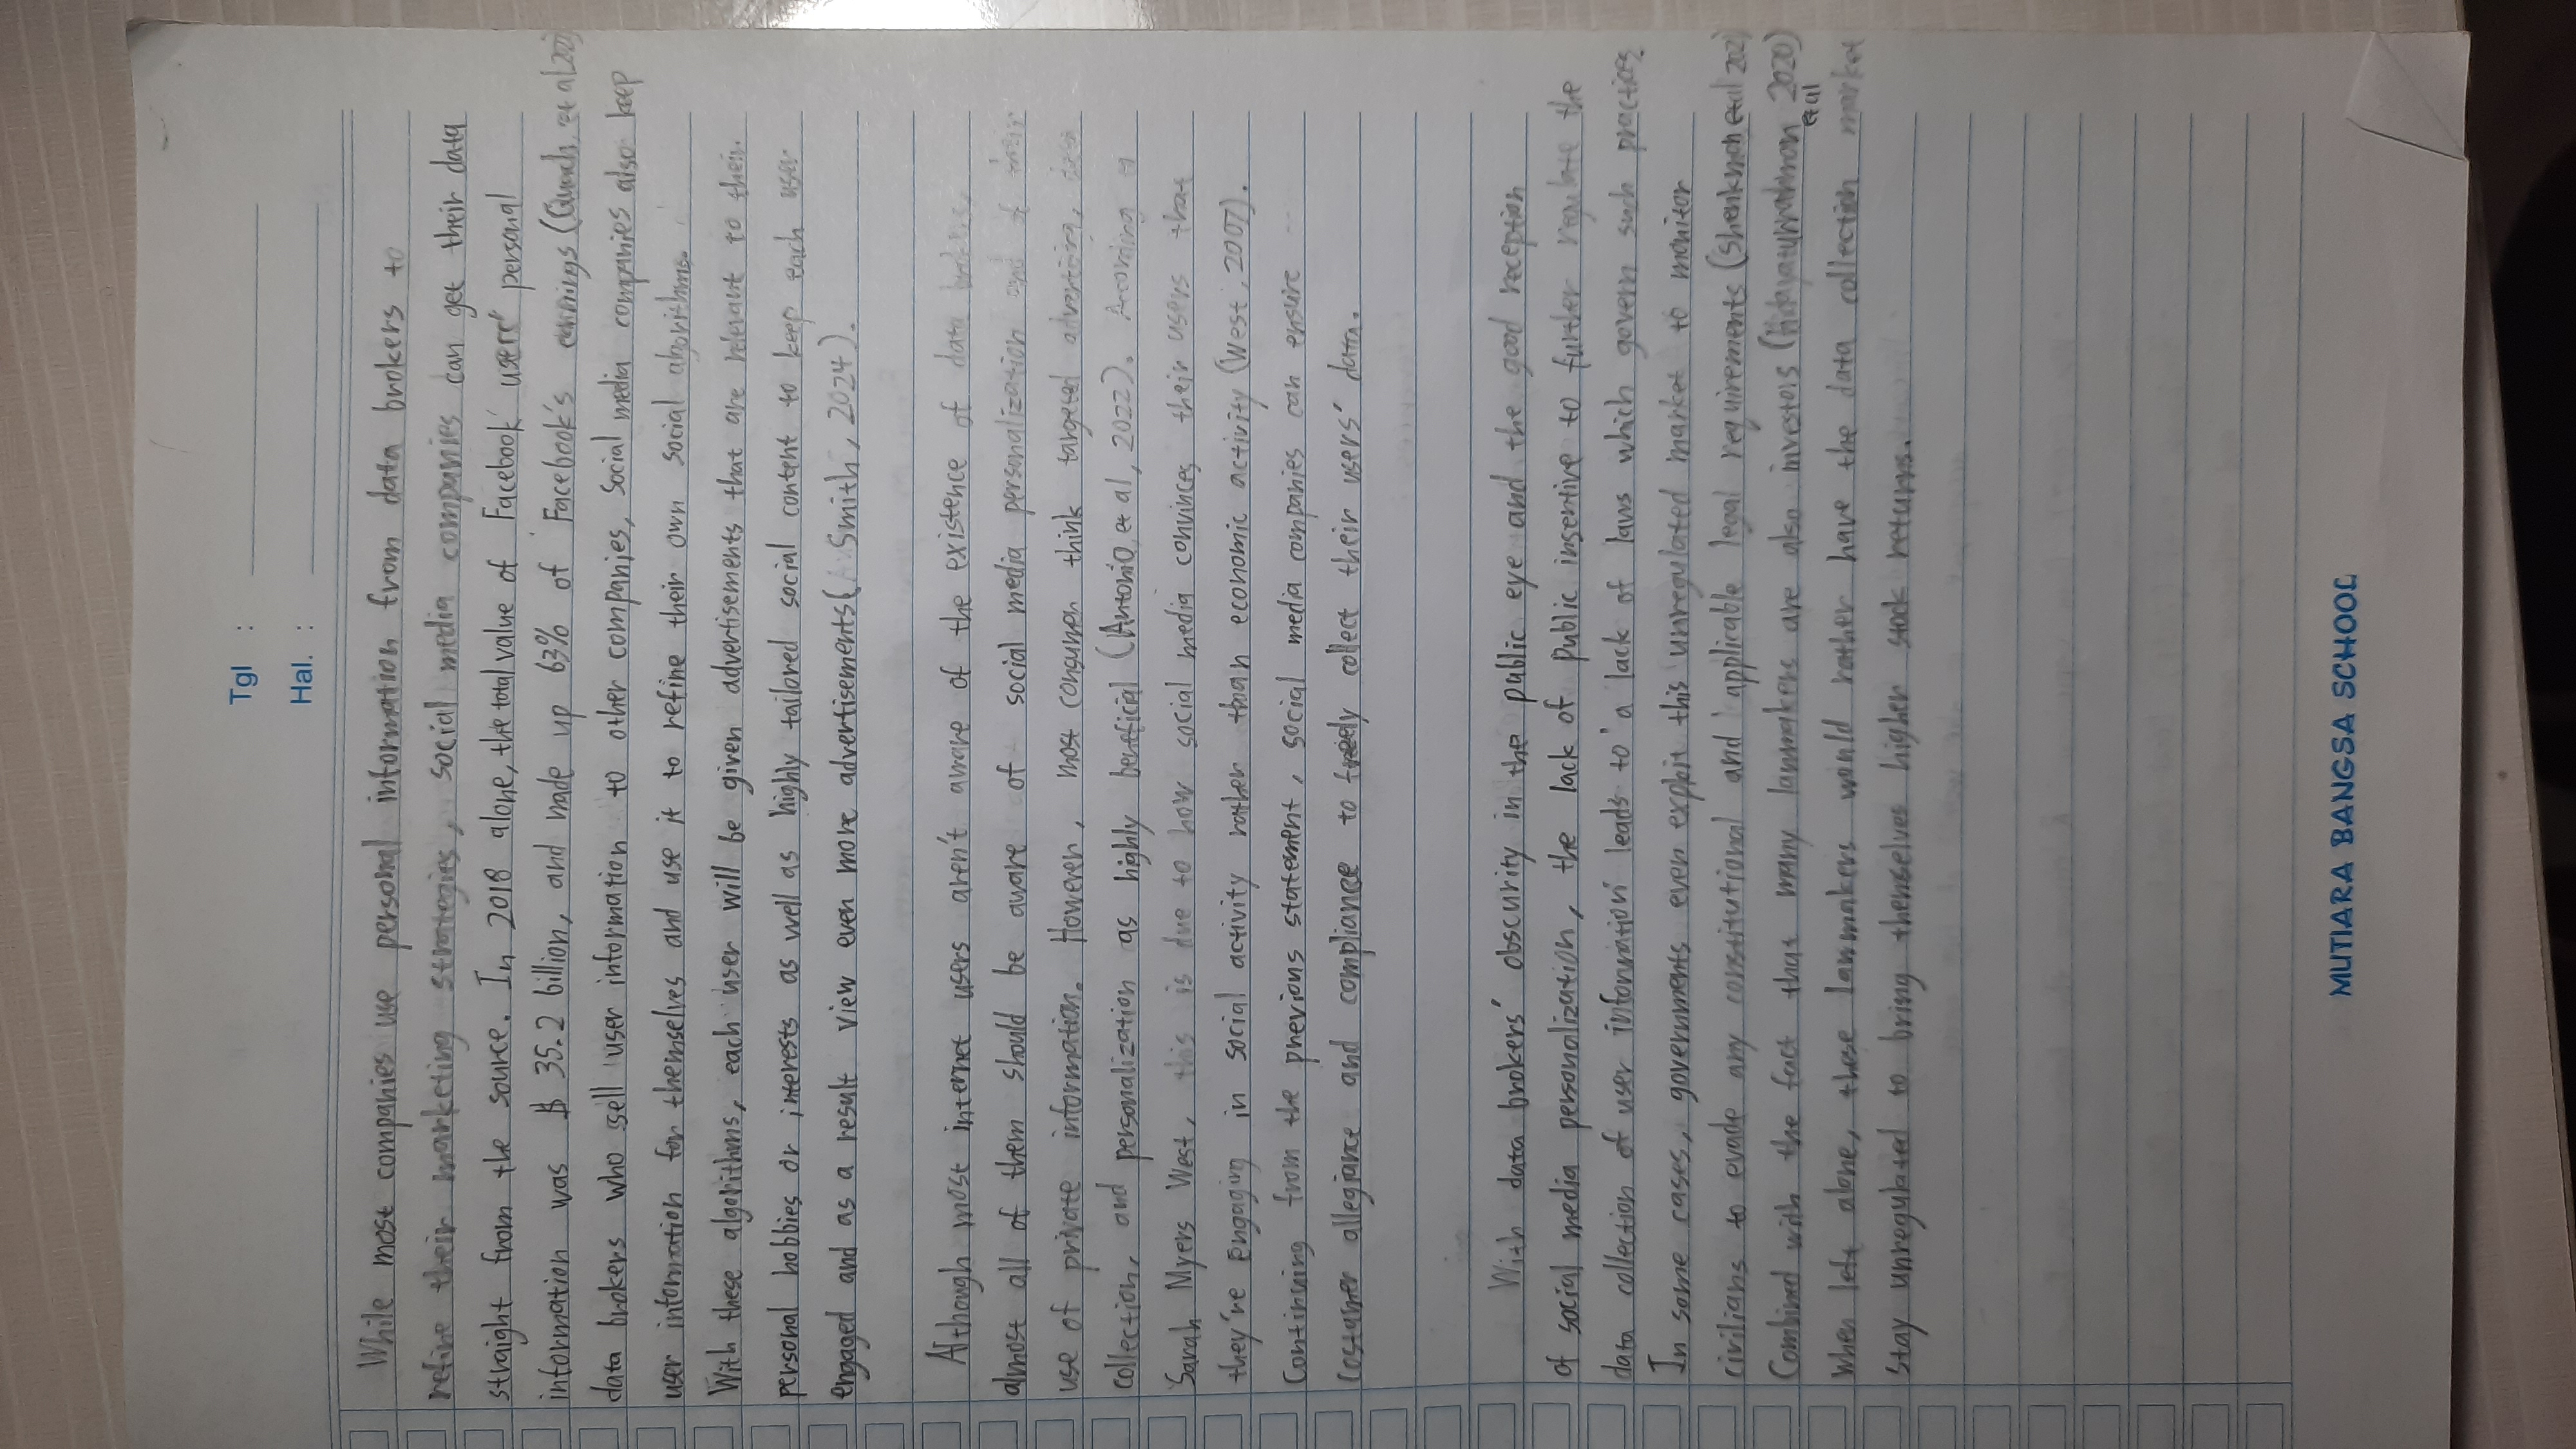 Tgl :
Hal. :
While most companies use personal information from data brokers to
refine their marketing strategies, social media companies can get their data
straight from the source. In 2018 alone, the total value of Facebook users' personal
information was $ 35.2 billion, and made up 63% of Facebook's earnings (Quach, et al
data brokers who sell user information to other companies, Social media companies also keep
user information for themselves and use it to refine their own social algorithms.
With these algorithms, each user will be given advertisements that are relevant to their
personal hobbies or interests as well as highly tailored social content to keep each user
engaged and as a result view even more advertisements( Smith, 2024).
Although most internet users aren't aware of the existence of data brokers,
almost all of them should be aware of social media personalization and of their
use of private information. However, most consumen think targeted advertising, data
collection, and personalization as highly beneficial (Antonio, et al, 2022). According to
Sarah Myers West, this is due to how social media convinces their users that
they're engaging in social activity rather than economic activity (West, 2007).
Continuing from the previous statement, social media companies can ensure
costamer allegiance and compliance to freely collect their users' data.
With data brokers' obscurity in the public eye and the good reception
of social media personalization, the lack of public insentive to further regulate the
data collection of user information leads to a lack of laws which govern such practices.
In some cases, governments even exploit this unregulated market to monitor
civilians to evade any constitutional and applicable legal requirements (Shenkman et al
Combined with the fact that many lawmakers are also investors (Hidayaturrahman et al 2020)
when left alone, these lawmakers would rather have the data collection market
stay unregulated to bring themselves higher stock returns.
MUTIARA BANGSA SCHOOL